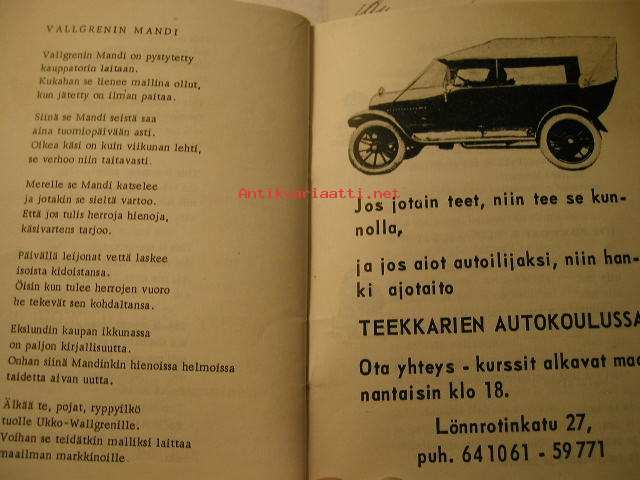 VALLGRENIN MANDI
Vallgrenin Mandi on pystytetty
kauppatorin laitaan.
Kukahan se lienee mallina ollut,
kun jätetty on ilman paitaa.
Siinä se Mandi seistä saa
aina tuomiopäivään asti.
Oikea käsi on kuin viikunan lehti,
se verhoo niin taitavasti.
Merelle se Mandi katselee
ja jotakin se sieltä vartoo.
Että jos tulis herroja hienoja,
käsivartens tarjoo.
Päivällä leijonat vettä laskee
isoista kidoistansa.
Öisin kun tulee herrojen vuoro
he tekevät sen kohdaltansa.
Ekslundin kaupan ikkunassa
on paljon kirjallisuutta.
Onhan siinä Mandinkin hienoissa helmoissa
taidetta aivan uutta.
Älkää te, pojat, ryppyilkö
tuolle Ukko-Wallgrenille.
Voihan se teidätkin malliksi laittaa
maailman markkinoille.
Antikvariaatti.net
Jos jotain teet, niin tee se kun-
nolla,
ja jos aiot autoilijaksi, niin han-
ki ajotaito
TEEKKARIEN AUTOKOULUSSA
Ota yhteys - kurssit alkavat maa
nantaisin klo 18.
Lönnrotinkatu 27,
puh. 641061 - 59771